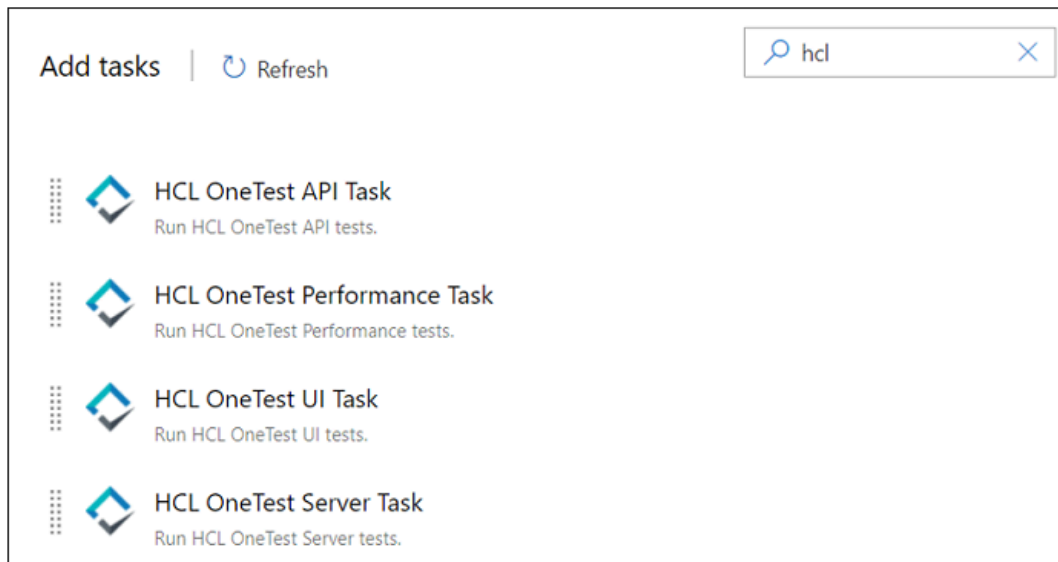 Add tasks
Refresh
hcl
HCL OneTest API Task
Run HCL OneTest API tests.
HCL OneTest Performance Task
Run HCL OneTest Performance tests.
HCL OneTest UI Task
Run HCL OneTest UI tests.
HCL OneTest Server Task
Run HCL OneTest Server tests.